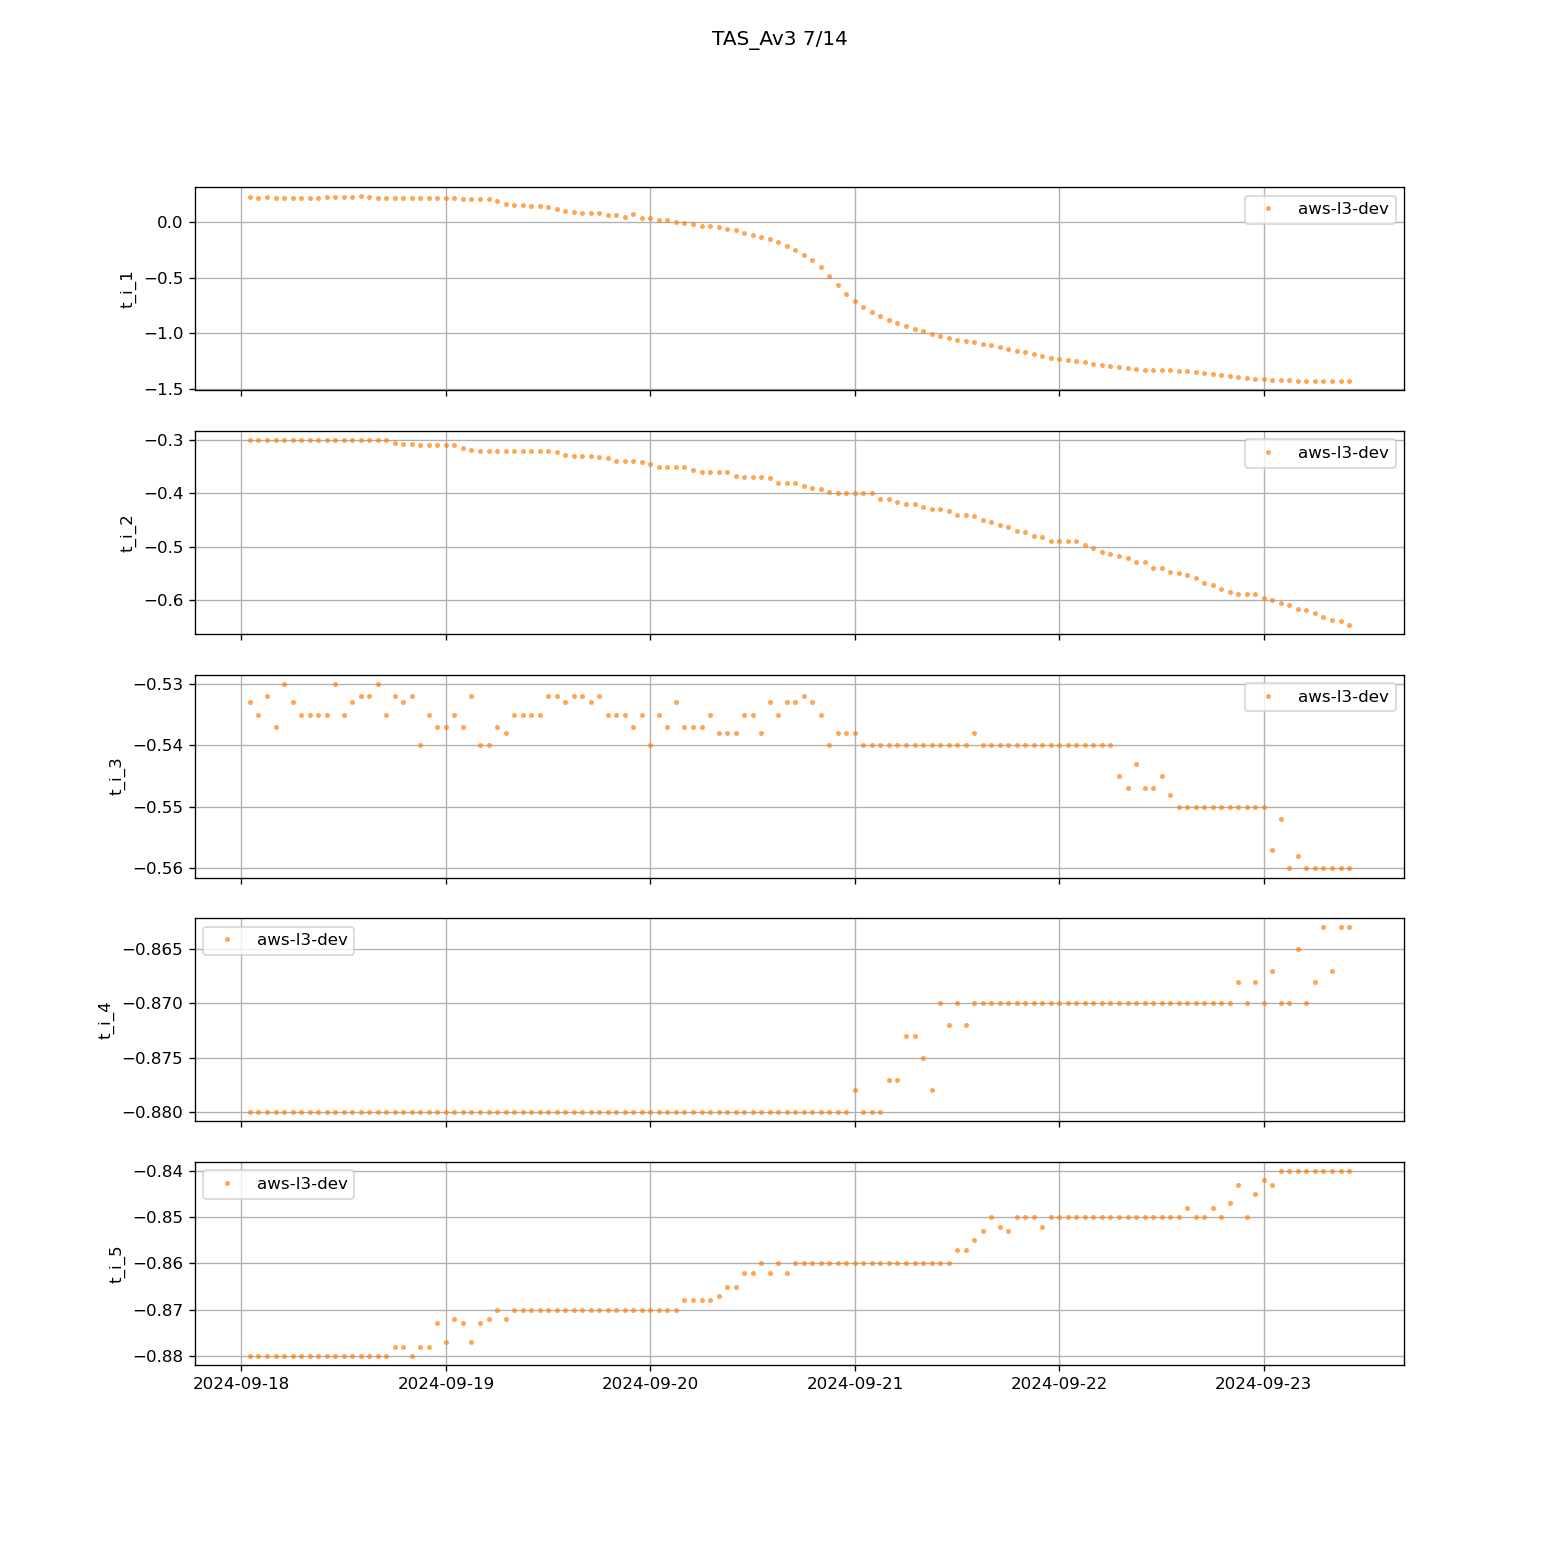 TAS_Av3 7/14
t_i_1
0.0
−0.5
−1.0
−1.5
aws-l3-dev
t_i_2
−0.3
−0.4
−0.5
−0.6
aws-l3-dev
t_i_3
−0.53
−0.54
−0.55
−0.56
aws-l3-dev
t_i_4
−0.865
−0.870
−0.875
−0.880
aws-l3-dev
t_i_5
−0.84
−0.85
−0.86
−0.87
−0.88
aws-l3-dev
2024-09-18 2024-09-19 2024-09-20 2024-09-21 2024-09-22 2024-09-23